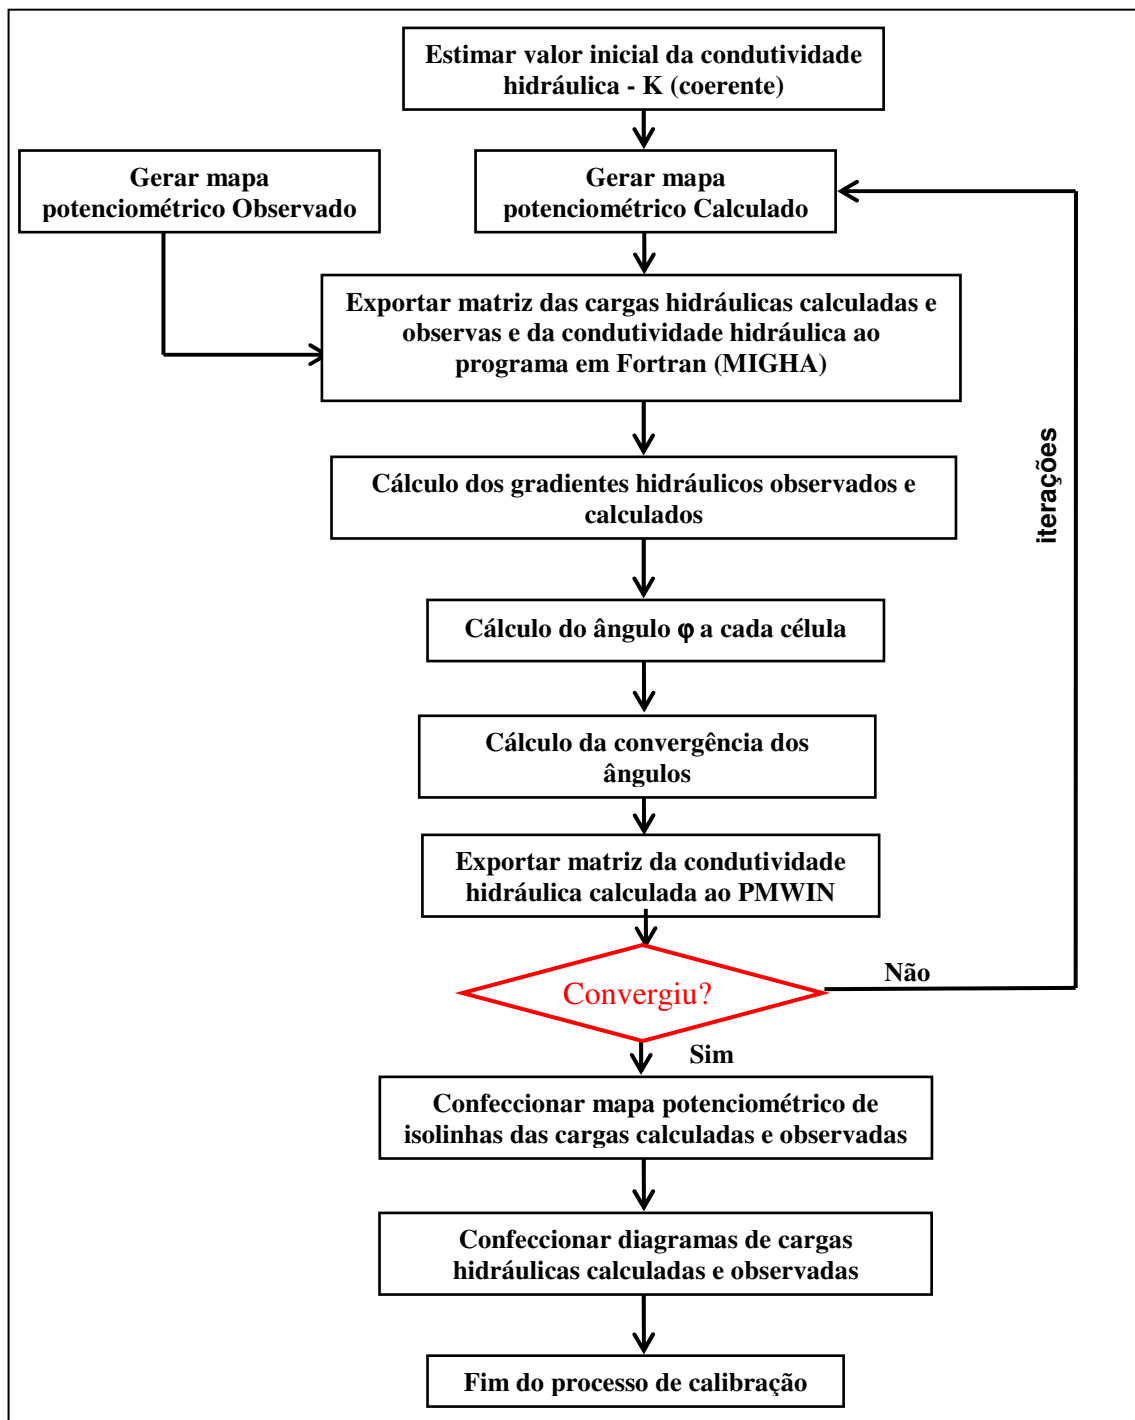 Estimar valor inicial da condutividade
hidráulica - K (coerente)
Gerar mapa
potenciométrico Observado
Gerar mapa
potenciométrico Calculado
Exportar matriz das cargas hidráulicas calculadas e
observas e da condutividade hidráulica ao
programa em Fortran (MIGHA)
Cálculo dos gradientes hidráulicos observados e
calculados
iterações
Cálculo do ângulo φ a cada célula
Cálculo da convergência dos
ângulos
Exportar matriz da condutividade
hidráulica calculada ao PMWIN
Convergiu?
Não
Sim
Confeccionar mapa potenciométrico de
isolinhas das cargas calculadas e observadas
Confeccionar diagramas de cargas
hidráulicas calculadas e observadas
Fim do processo de calibração